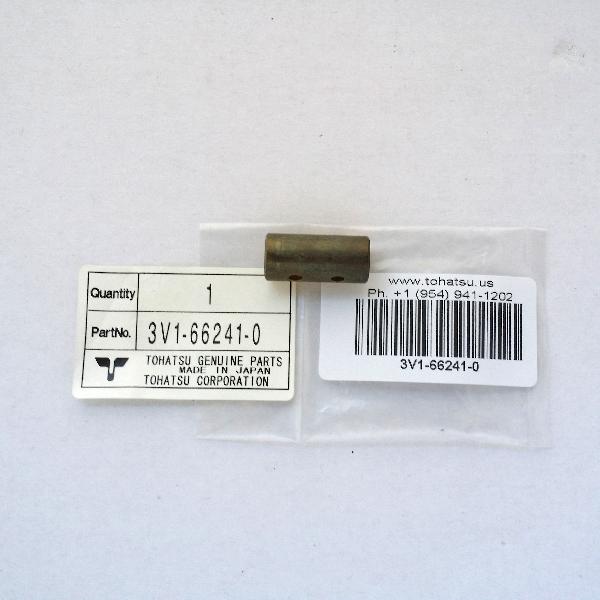 Quantity 1
PartNo. 3V1-66241-0
TOHATSU GENUINE PARTS
MADE IN JAPAN
TOHATSU CORPORATION
www.tohatsu.us
Ph. +1 (954) 941-1202
3V1-66241-0